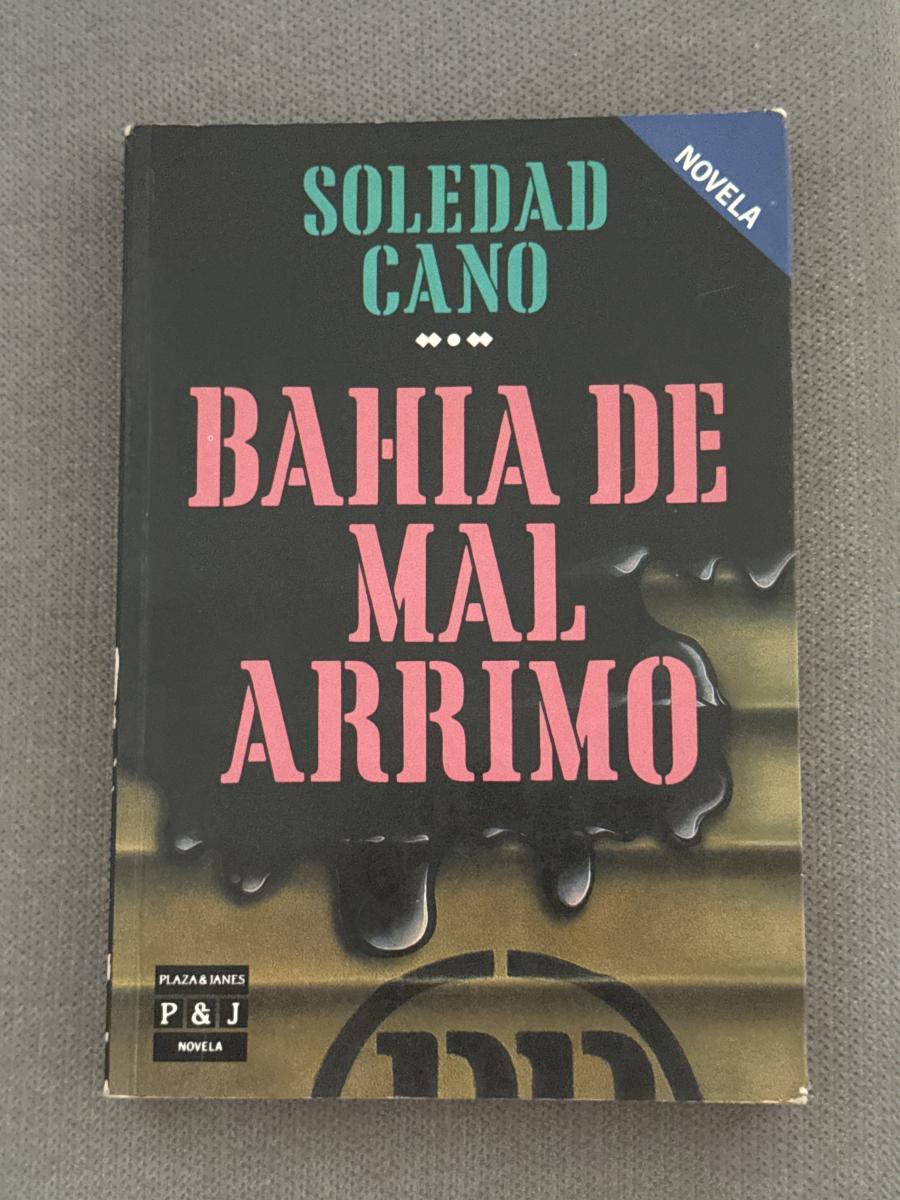 SOLEDAD
CANO
NOVELA
BAHIA DE
MAL
ARRIMO
PLAZA & JANES
P & J
NOVELA